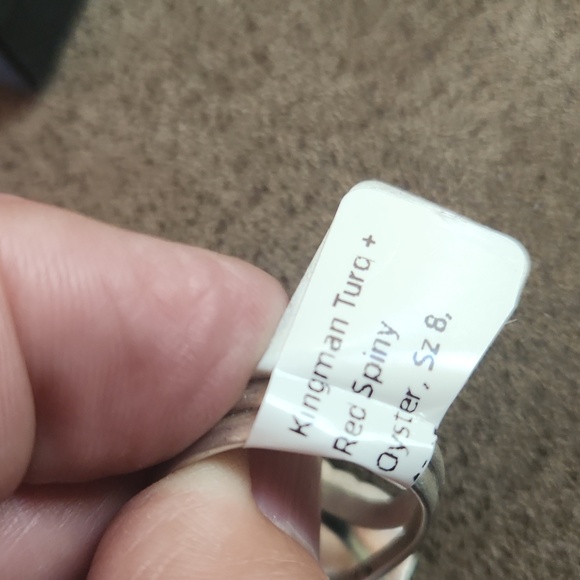 Kingman Turq +
Red Spiny
Oyster, Sz 8,